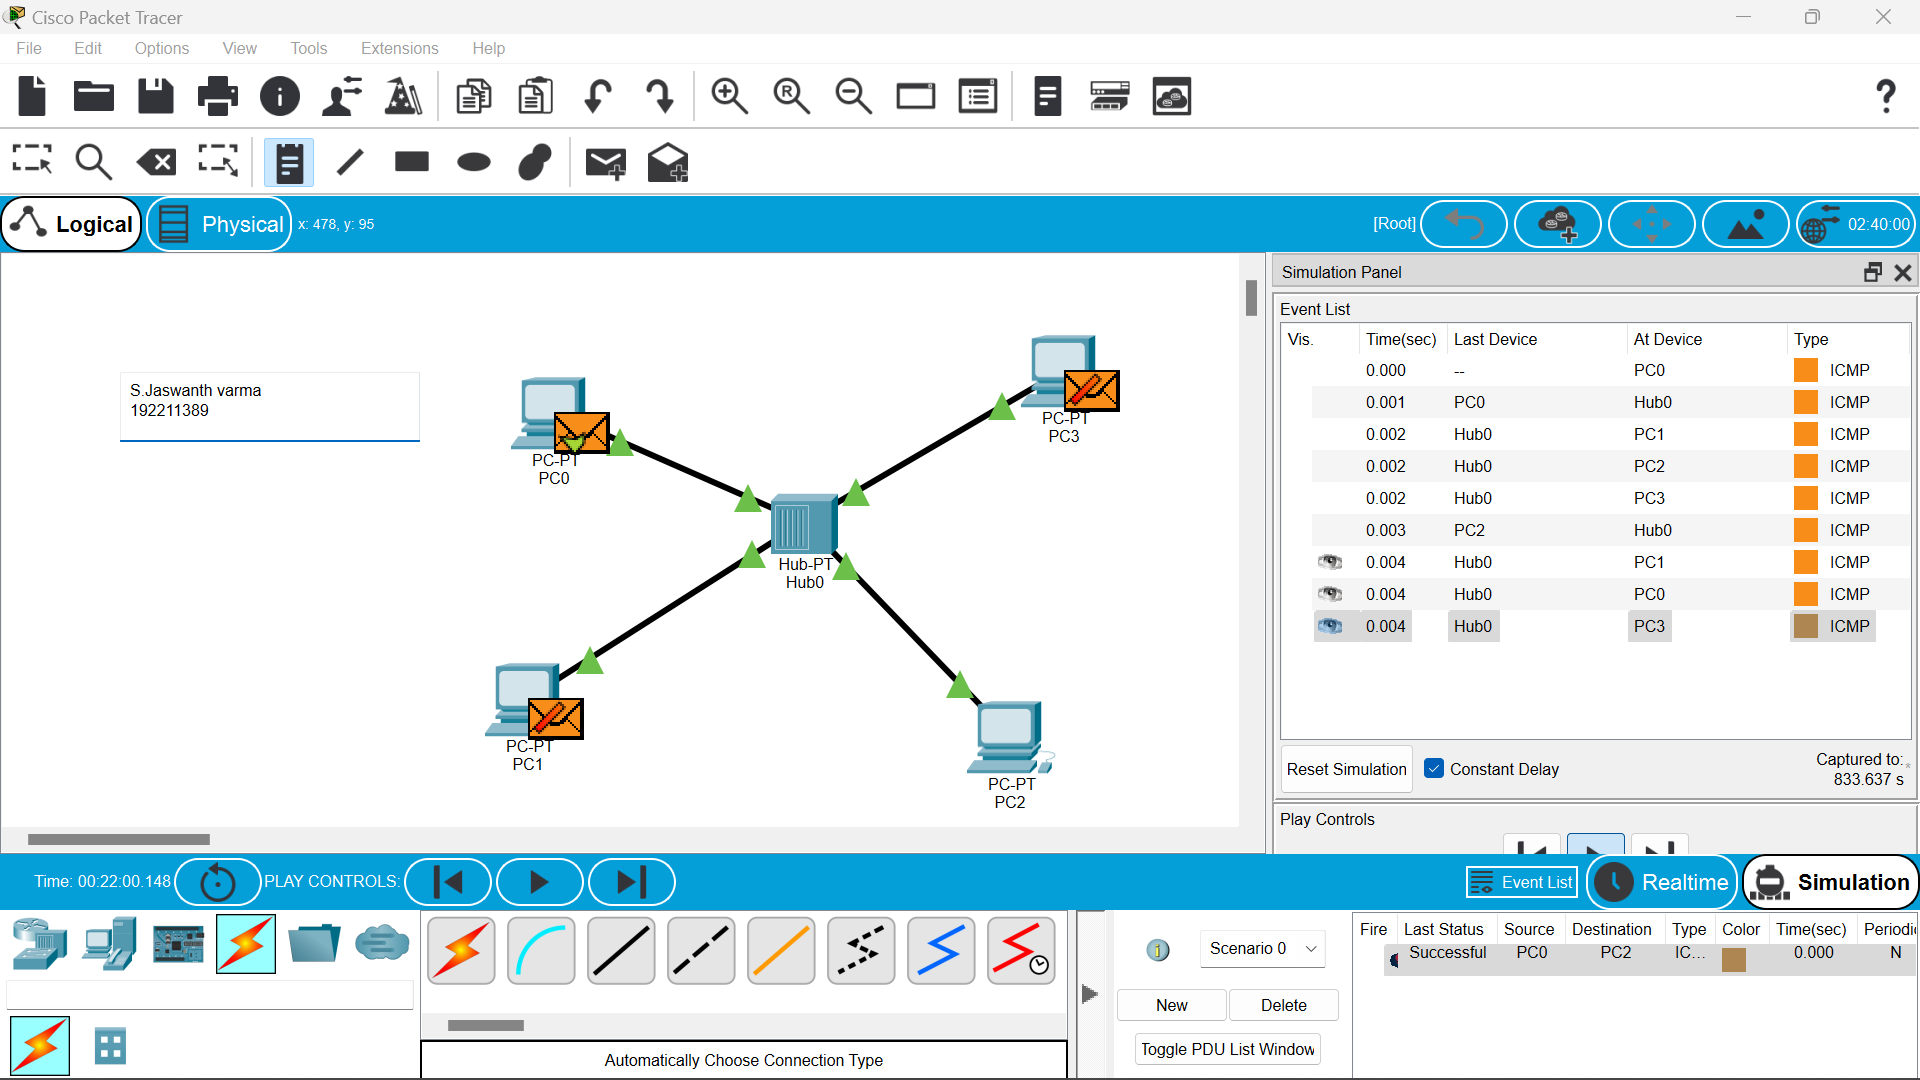 Cisco Packet Tracer
File Edit Options View Tools Extensions Help
Logical Physical x: 478, y: 95 [Root] 02:40:00
S.Jaswanth varma
192211389
PC-PT
PC0
PC-PT
PC3
Hub-PT
Hub0
PC-PT
PC1
PC-PT
PC2
Simulation Panel
Event List
Vis. Time(sec) Last Device At Device Type
0.000 -- PC0 ICMP
0.001 PC0 Hub0 ICMP
0.002 Hub0 PC1 ICMP
0.002 Hub0 PC2 ICMP
0.002 Hub0 PC3 ICMP
0.003 PC2 Hub0 ICMP
0.004 Hub0 PC1 ICMP
0.004 Hub0 PC0 ICMP
0.004 Hub0 PC3 ICMP
Reset Simulation Constant Delay
Captured to: *
833.637 s
Play Controls
Time: 00:22:00.148 PLAY CONTROLS: Event List Realtime Simulation
Automatically Choose Connection Type
Scenario 0
New Delete
Toggle PDU List Window
Fire Last Status Source Destination Type Color Time(sec) Periodic
Successful PC0 PC2 IC... 0.000 N